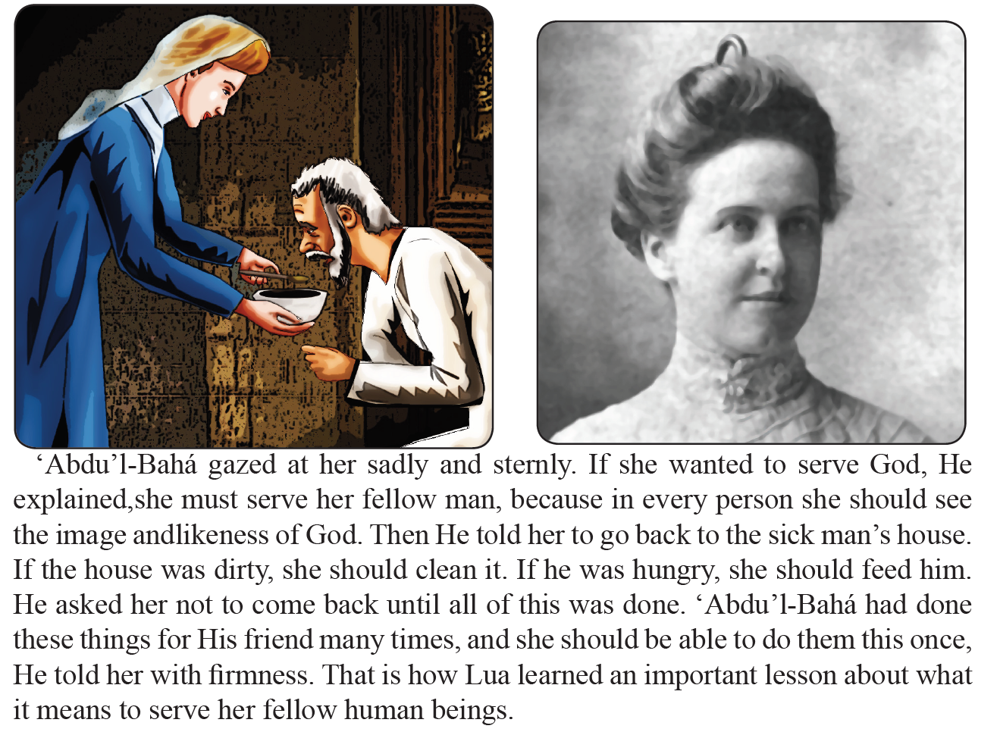 ‘Abdu’l-Bahá gazed at her sadly and sternly. If she wanted to serve God, He
explained,she must serve her fellow man, because in every person she should see
the image andlikeness of God. Then He told her to go back to the sick man’s house.
If the house was dirty, she should clean it. If he was hungry, she should feed him.
He asked her not to come back until all of this was done. ‘Abdu’l-Bahá had done
these things for His friend many times, and she should be able to do them this once,
He told her with firmness. That is how Lua learned an important lesson about what
it means to serve her fellow human beings.